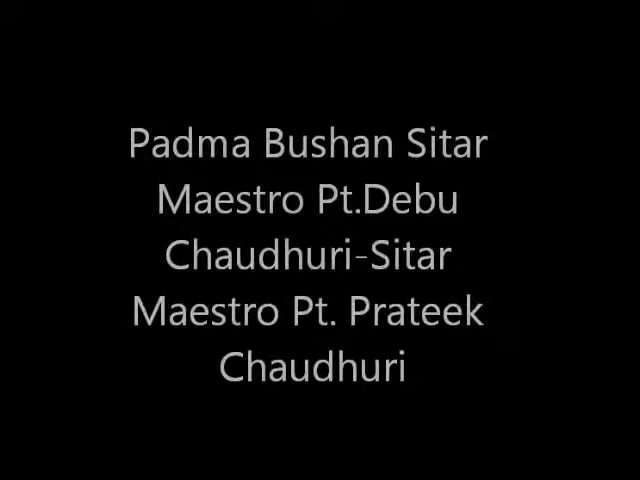 Padma Bushan Sitar
Maestro Pt.Debu
Chaudhuri-Sitar
Maestro Pt. Prateek
Chaudhuri